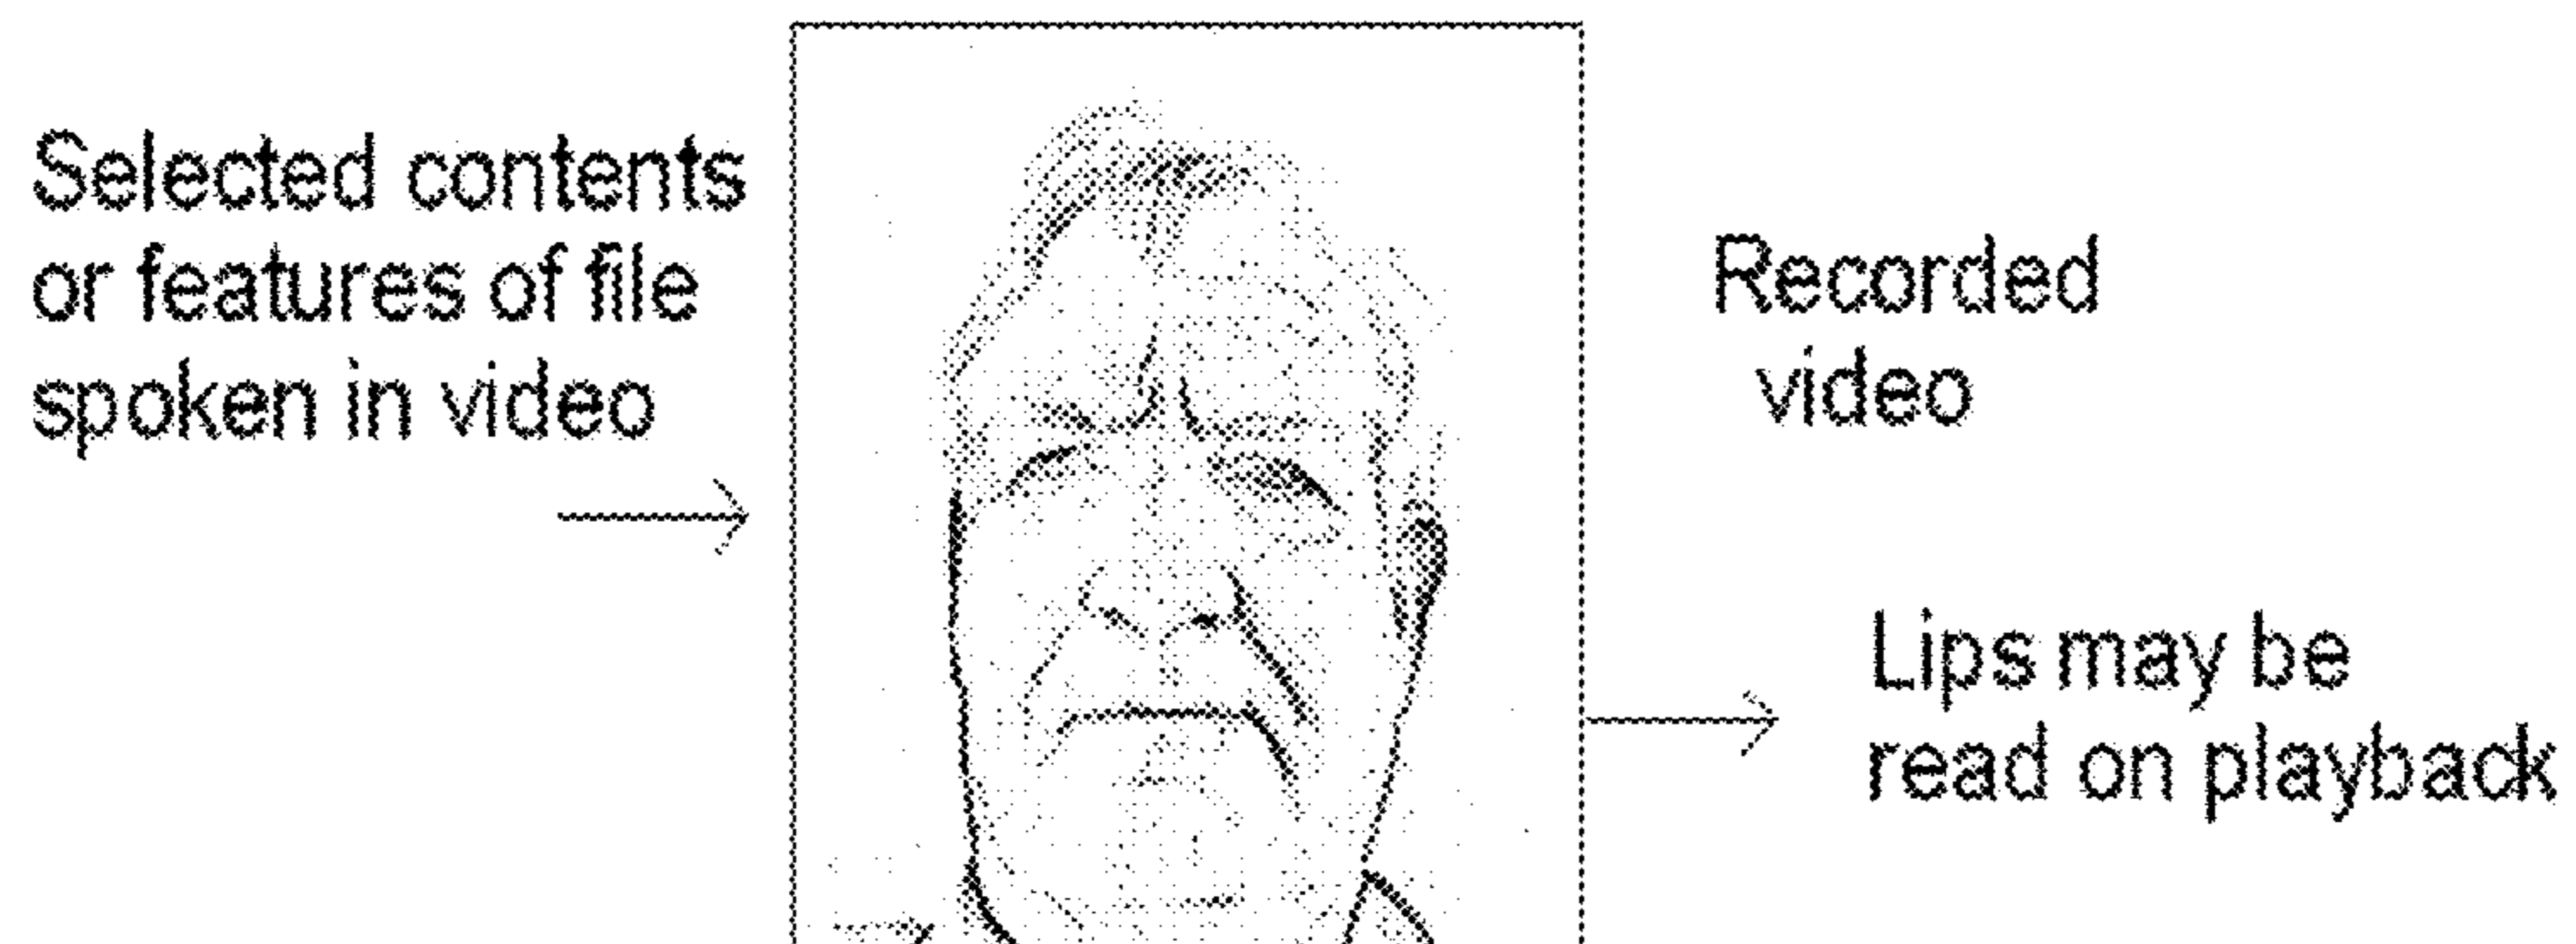 Selected contents
or features of file
spoken in video
Recorded
video
Lips may be
read on playback